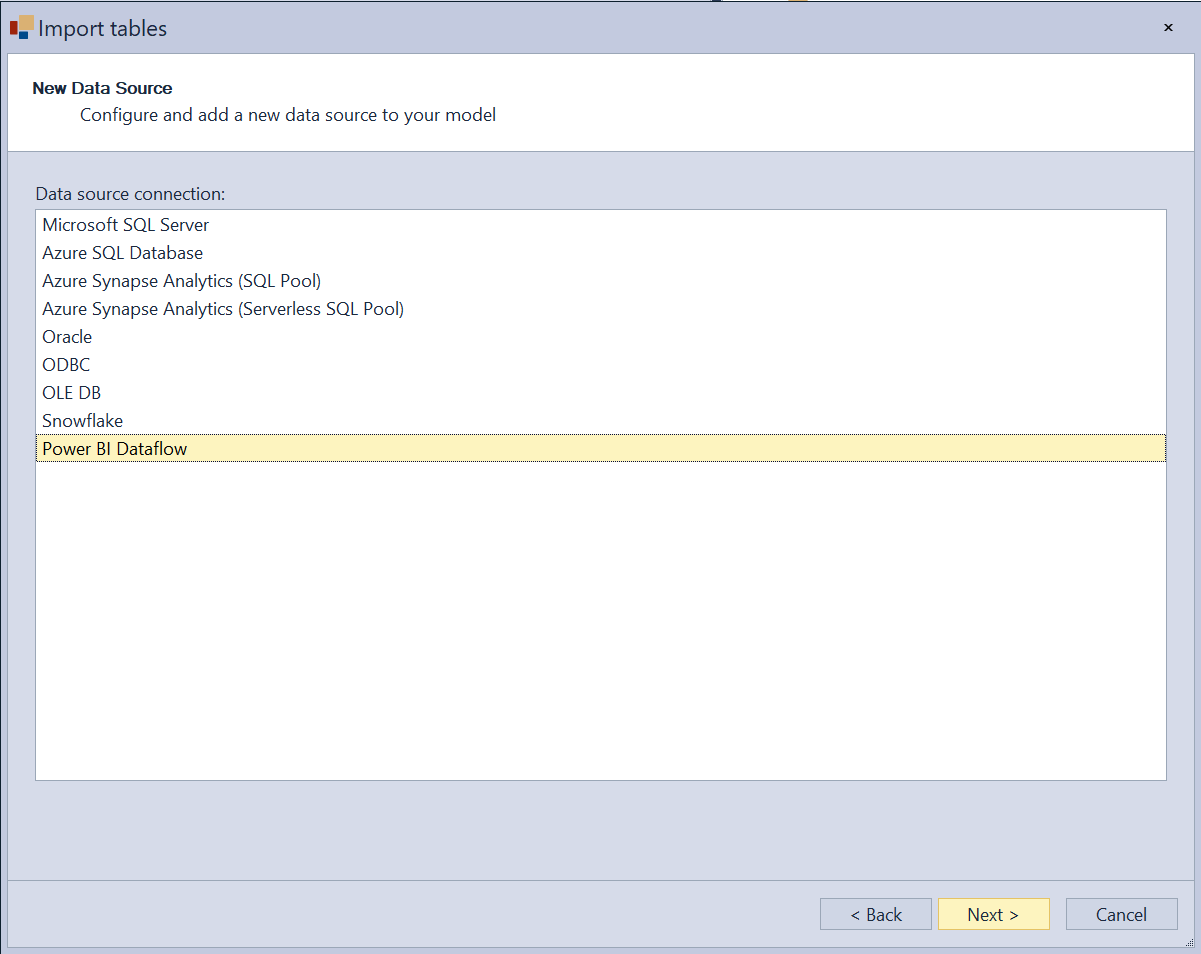 Import tables
New Data Source
Configure and add a new data source to your model
Data source connection:
Microsoft SQL Server
Azure SQL Database
Azure Synapse Analytics (SQL Pool)
Azure Synapse Analytics (Serverless SQL Pool)
Oracle
ODBC
OLE DB
Snowflake
Power BI Dataflow
< Back Next > Cancel